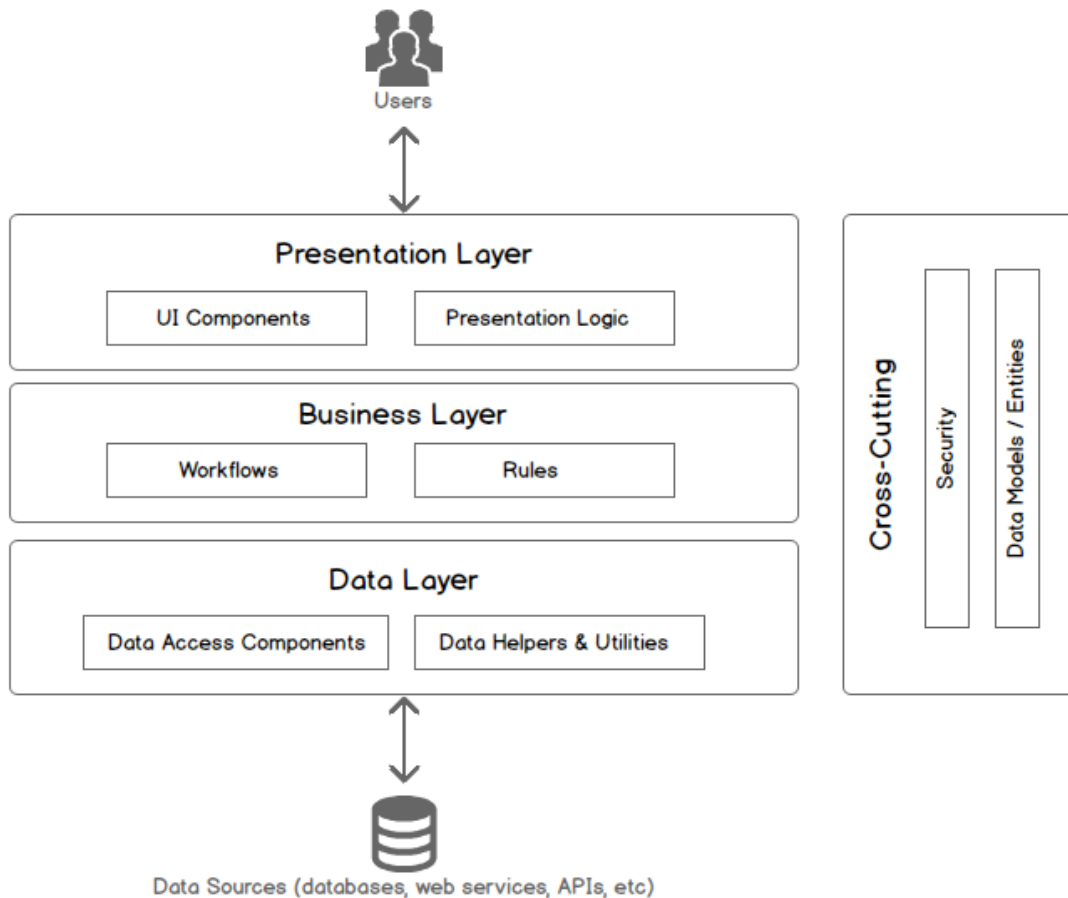 Users
Presentation Layer
UI Components
Presentation Logic
Business Layer
Workflows
Rules
Data Layer
Data Access Components
Data Helpers & Utilities
Cross-Cutting
Security
Data Models / Entities
Data Sources (databases, web services, APIs, etc)